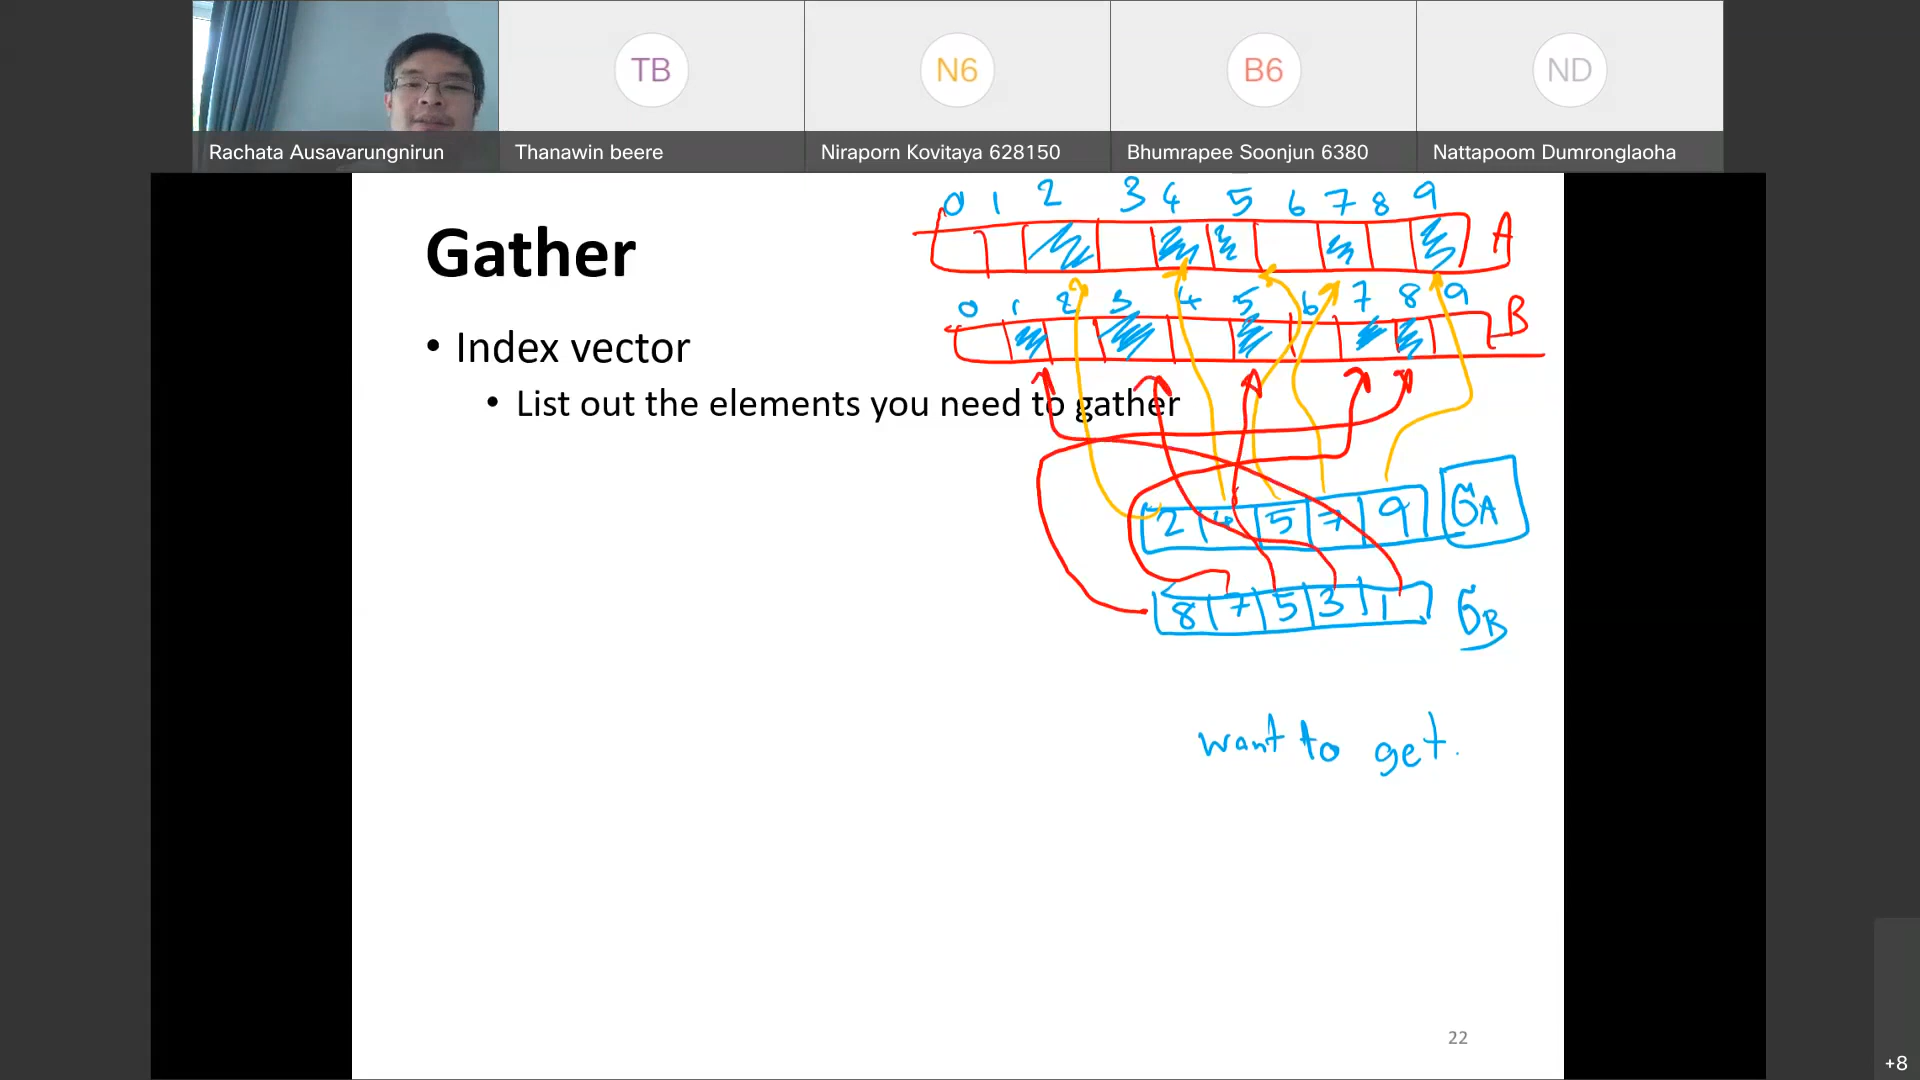 TB
N6
B6
ND
Rachata Ausavarungnirun
Thanawin beere
Niraporn Kovitaya 628150
Bhumrapee Soonjun 6380
Nattapoom Dumronglaoha
0 1 2 3 4 5 6 7 8 9
A
Gather
0 1 2 3 4 5 6 7 8 9
B
• Index vector
• List out the elements you need to gather
2 4 5 7 9 GA
8 7 5 3 1 GB
want to get.
22
+8